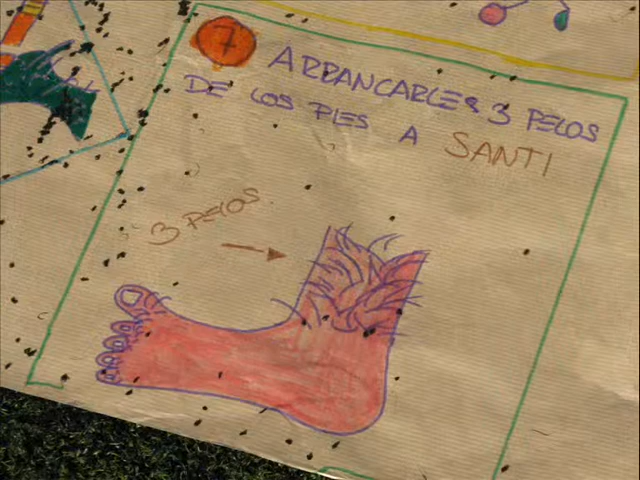 7 ARRANCARLES 3 PELOS
DE LOS PIES A SANTI
3 PELOS